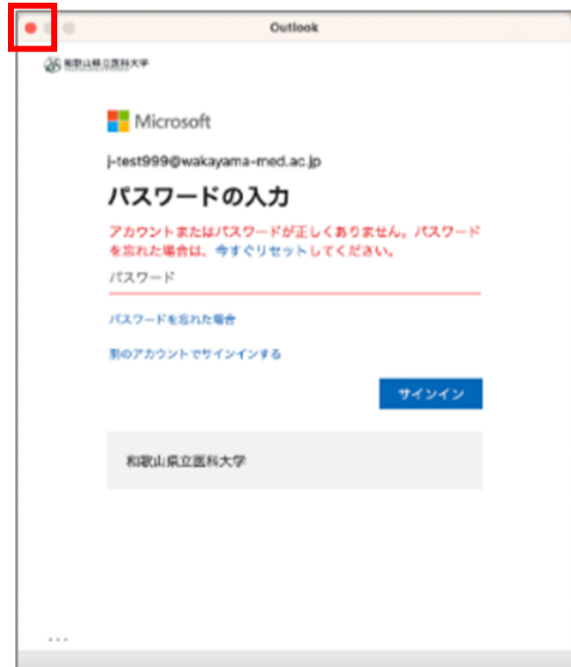 Outlook
和歌山県立医科大学
Microsoft
j-test999@wakayama-med.ac.jp
パスワードの入力
アカウントまたはパスワードが正しくありません。パスワード
を忘れた場合は、今すぐリセットしてください。
パスワード
パスワードを忘れた場合
別のアカウントでサインインする
サインイン
和歌山県立医科大学
...